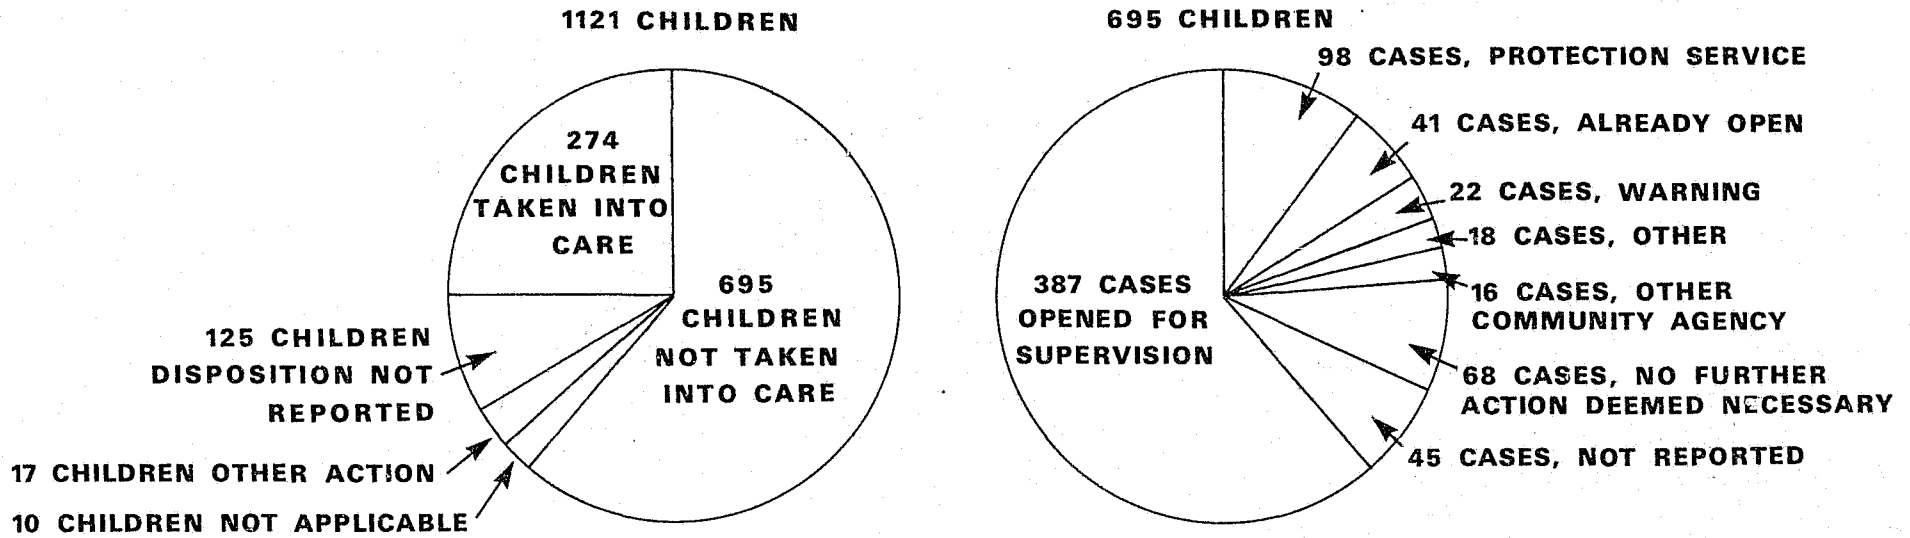 1121 CHILDREN
274
CHILDREN
TAKEN INTO
CARE
695
CHILDREN
NOT TAKEN
INTO CARE
125 CHILDREN
DISPOSITION NOT
REPORTED
17 CHILDREN OTHER ACTION
10 CHILDREN NOT APPLICABLE
695 CHILDREN
98 CASES, PROTECTION SERVICE
41 CASES, ALREADY OPEN
22 CASES, WARNING
18 CASES, OTHER
16 CASES, OTHER
COMMUNITY AGENCY
68 CASES, NO FURTHER
ACTION DEEMED NECESSARY
45 CASES, NOT REPORTED
387 CASES
OPENED FOR
SUPERVISION